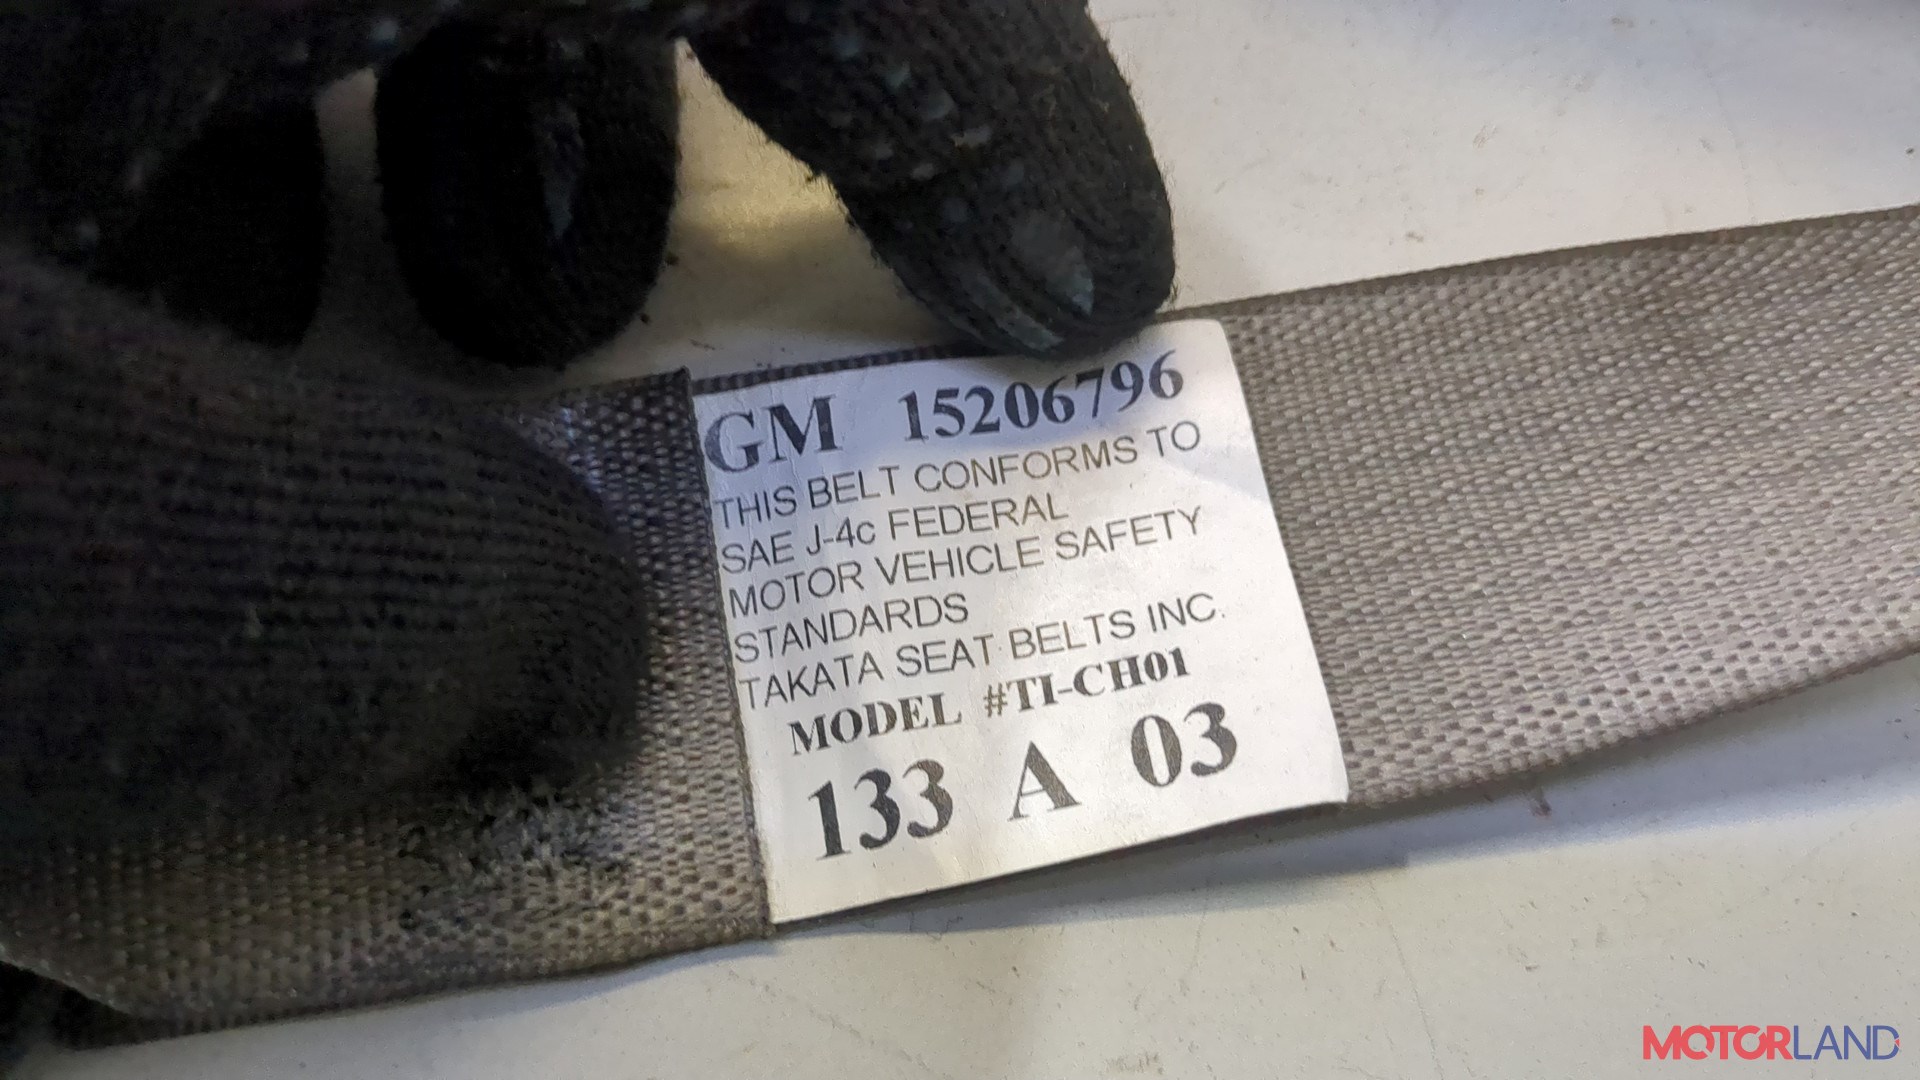 GM 15206796
THIS BELT CONFORMS TO
SAE J-4c FEDERAL
MOTOR VEHICLE SAFETY
STANDARDS
TAKATA SEAT BELTS INC.
MODEL #TI-CH01
133 A 03
MOTORLAND